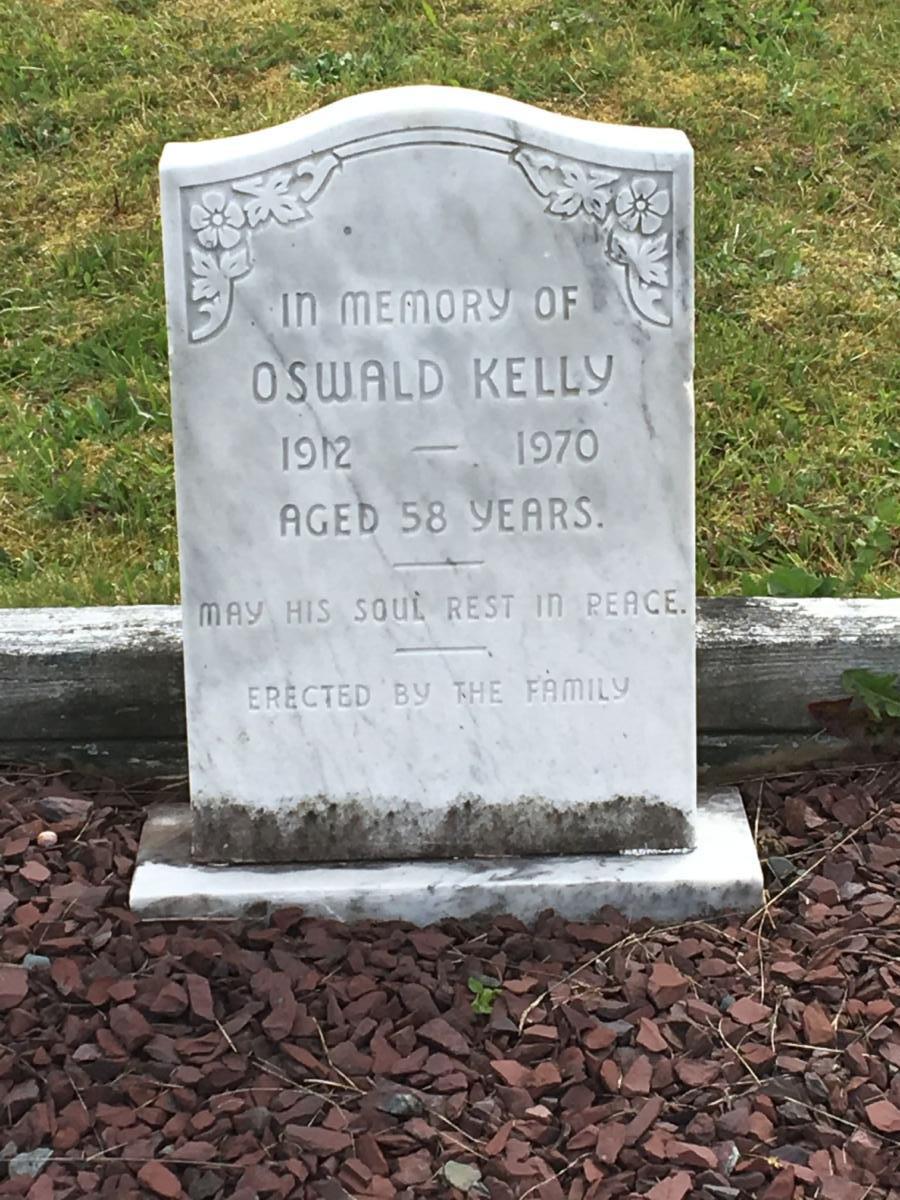 IN MEMORY OF
OSWALD KELLY
1912 — 1970
AGED 58 YEARS.
MAY HIS SOUL REST IN PEACE.
ERECTED BY THE FAMILY